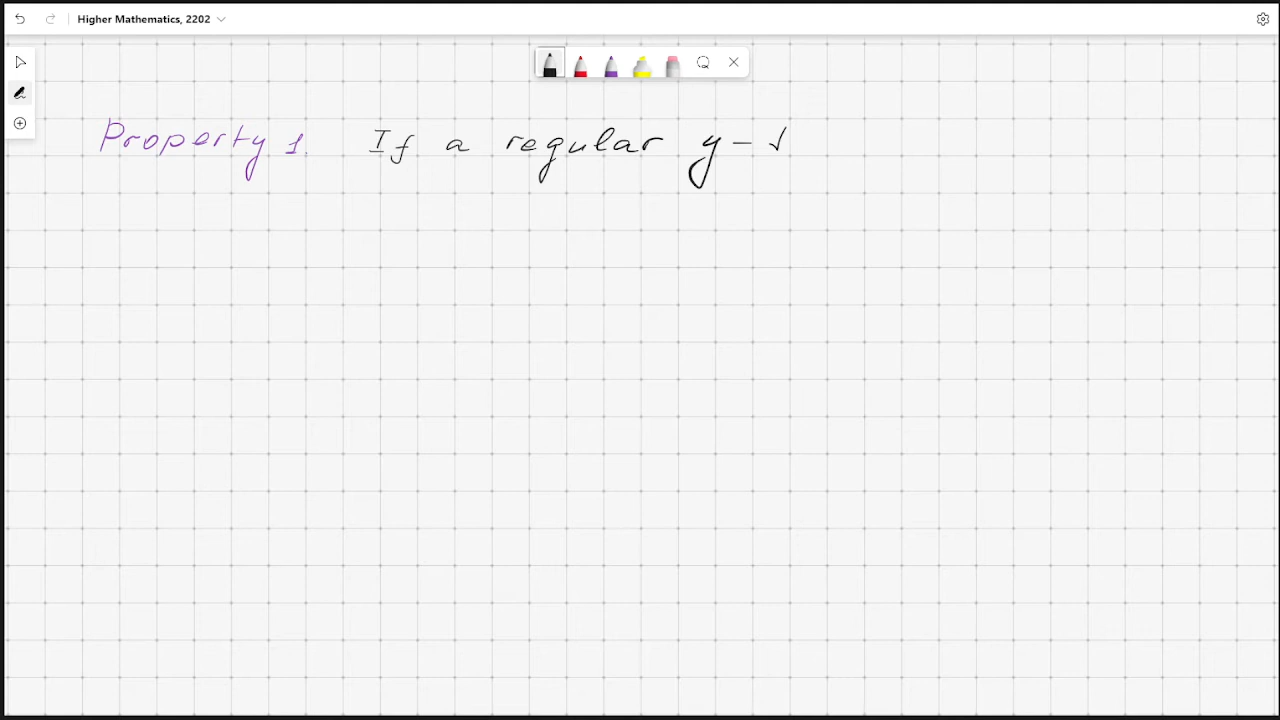 Higher Mathematics, 2202
Property 1. If a regular y-